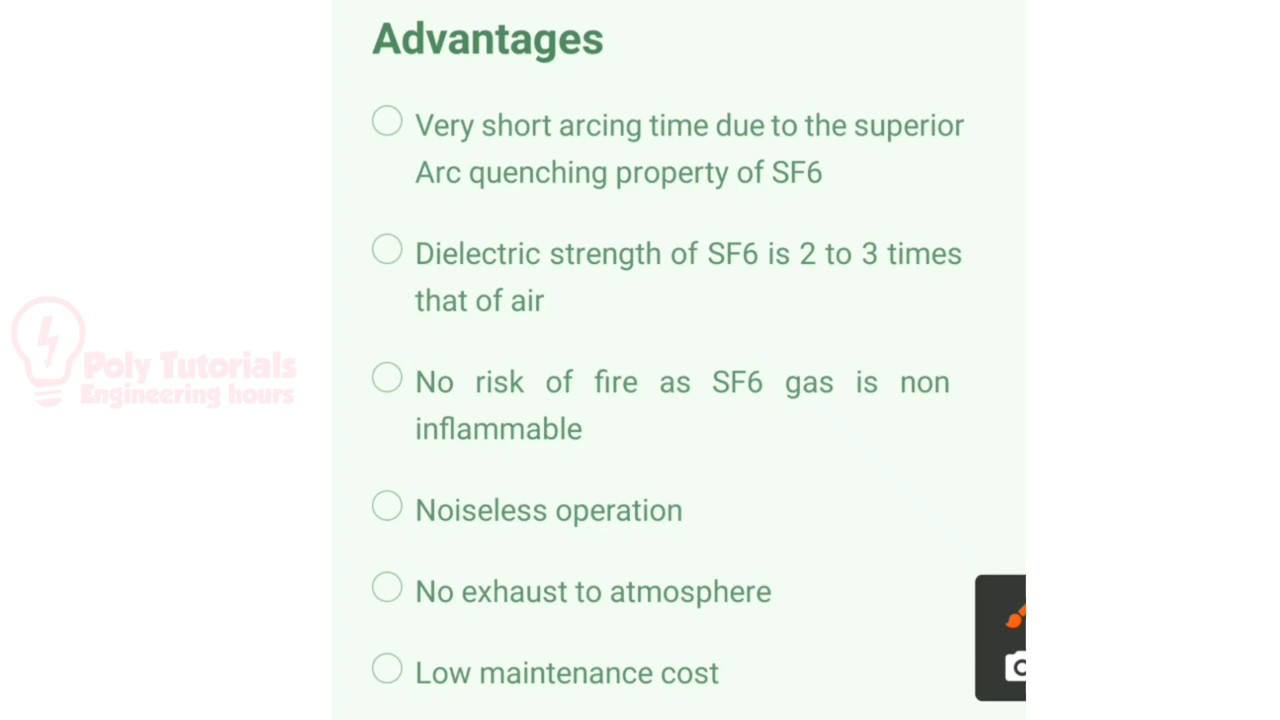 Advantages
Very short arcing time due to the superior
Arc quenching property of SF6
Dielectric strength of SF6 is 2 to 3 times
that of air
No risk of fire as SF6 gas is non
inflammable
Noiseless operation
No exhaust to atmosphere
Low maintenance cost
Poly Tutorials
Engineering hours